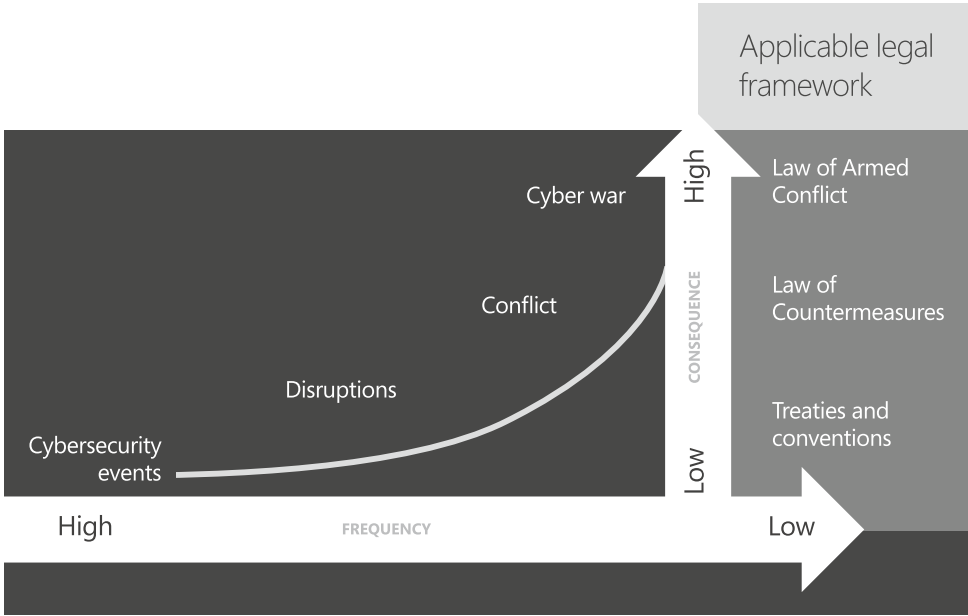 Applicable legal
framework
High
Law of Armed
Conflict
Cyber war
Law of
Countermeasures
CONSEQUENCE
Conflict
Disruptions
Treaties and
conventions
Cybersecurity
events
Low
High
FREQUENCY
Low